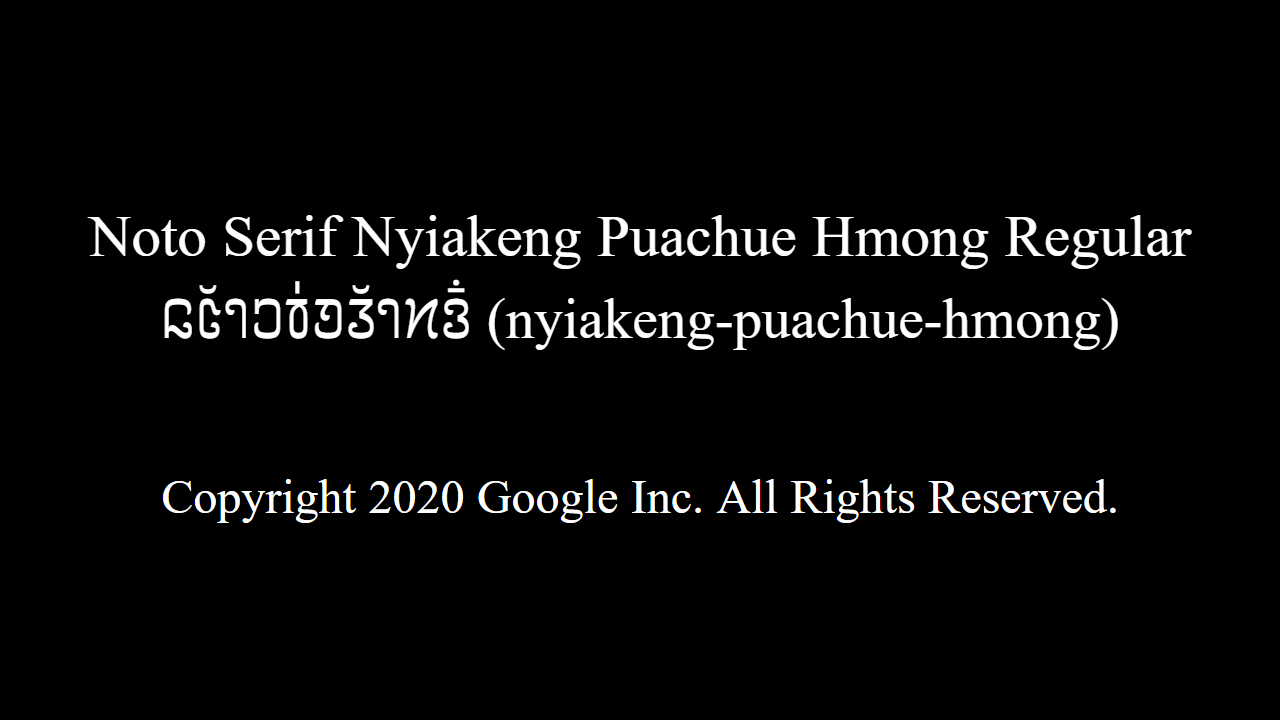 Noto Serif Nyiakeng Puachue Hmong Regular
(nyiakeng-puachue-hmong)
Copyright 2020 Google Inc. All Rights Reserved.